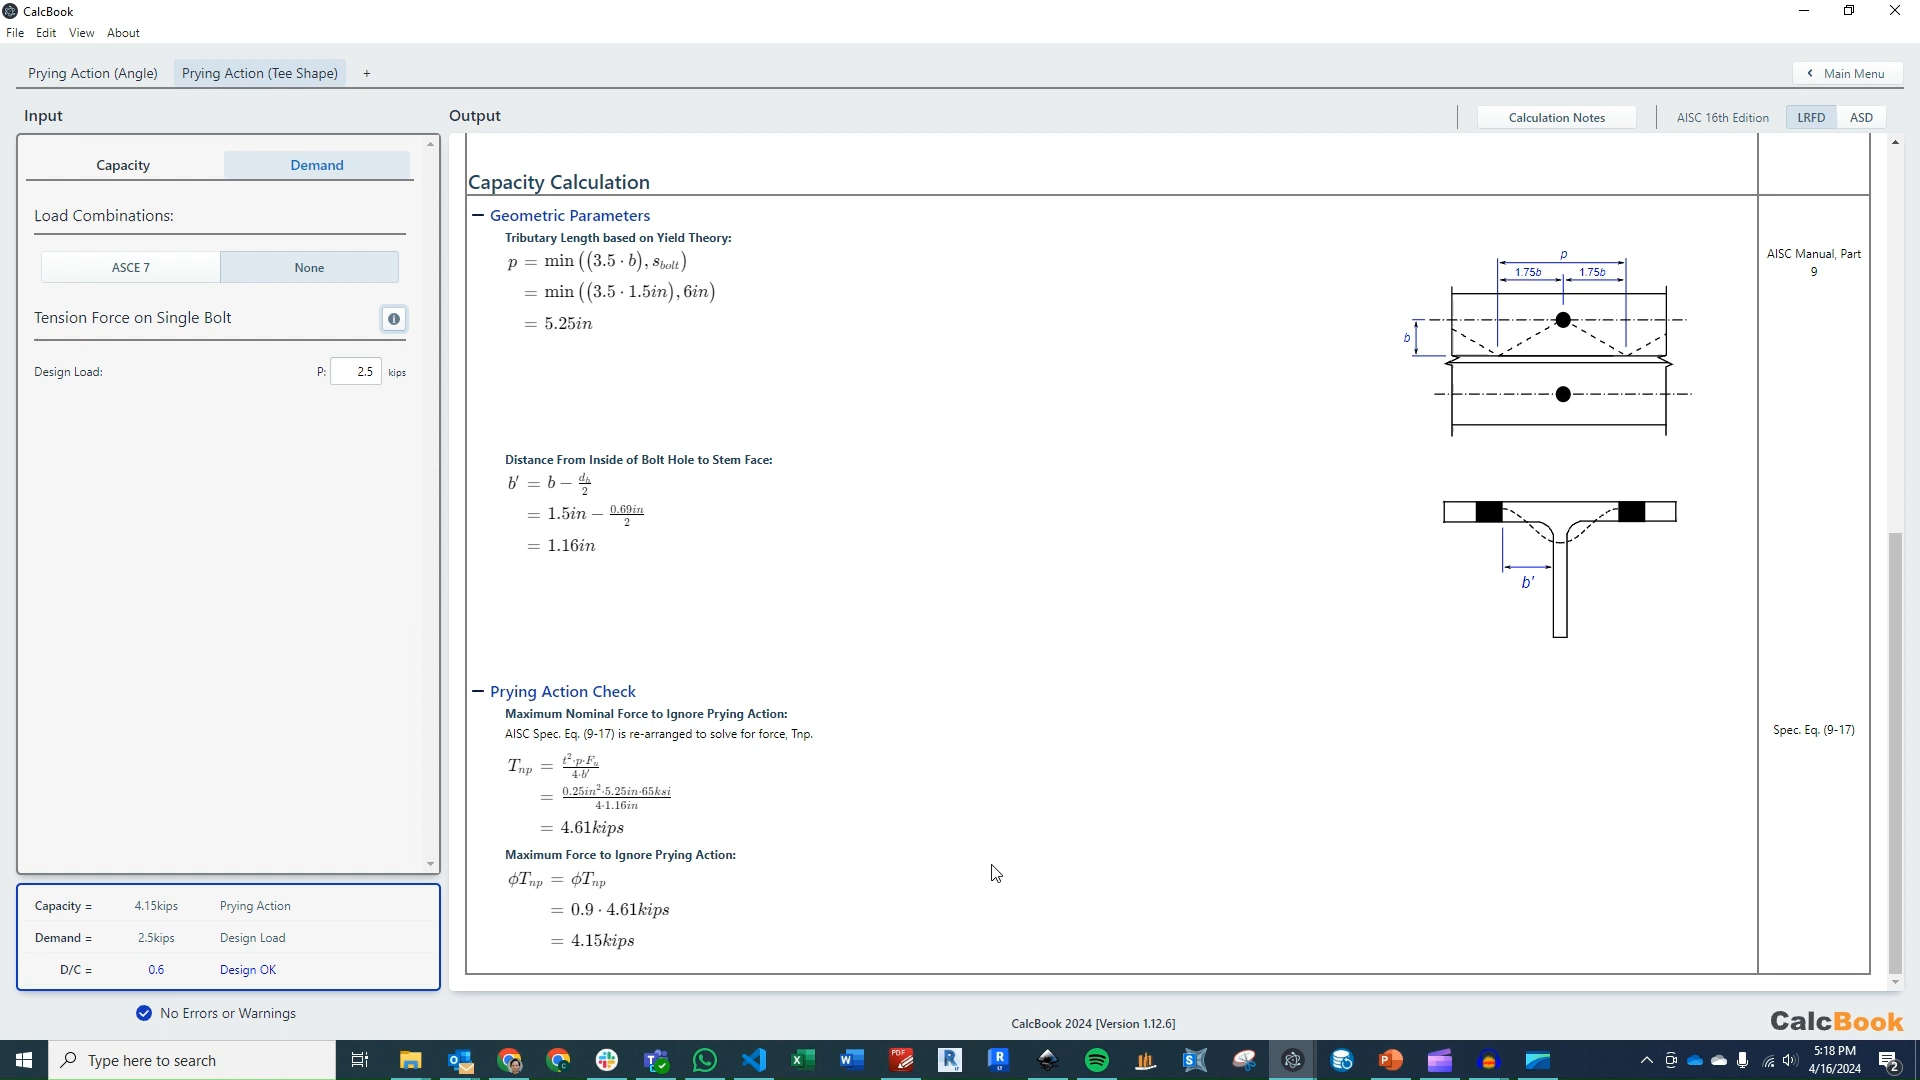 CalcBook
File Edit View About
Prying Action (Angle) Prying Action (Tee Shape) + Main Menu
Input Output Calculation Notes AISC 16th Edition LRFD ASD
Capacity Demand
Load Combinations:
ASCE 7 None
Tension Force on Single Bolt
Design Load: P: 2.5 kips
Capacity = 4.15kips Prying Action
Demand = 2.5kips Design Load
D/C = 0.6 Design OK
No Errors or Warnings
Capacity Calculation
Geometric Parameters
Tributary Length based on Yield Theory:
p = min ((3.5 · b), s_bolt)
= min ((3.5 · 1.5in), 6in)
= 5.25in
p
1.75b 1.75b
b
AISC Manual, Part
9
Distance From Inside of Bolt Hole to Stem Face:
b′ = b − d_h/2
= 1.5in − 0.69in/2
= 1.16in
b'
Prying Action Check
Maximum Nominal Force to Ignore Prying Action:
AISC Spec. Eq. (9-17) is re-arranged to solve for force, Tnp.
Spec. Eq. (9-17)
T_np = t²·p·F_u/4·b′
= 0.25in²·5.25in·65ksi/4·1.16in
= 4.61kips
Maximum Force to Ignore Prying Action:
ϕT_np = ϕT_np
= 0.9 · 4.61kips
= 4.15kips
CalcBook 2024 [Version 1.12.6]
CalcBook
Type here to search
5:18 PM
4/16/2024
2